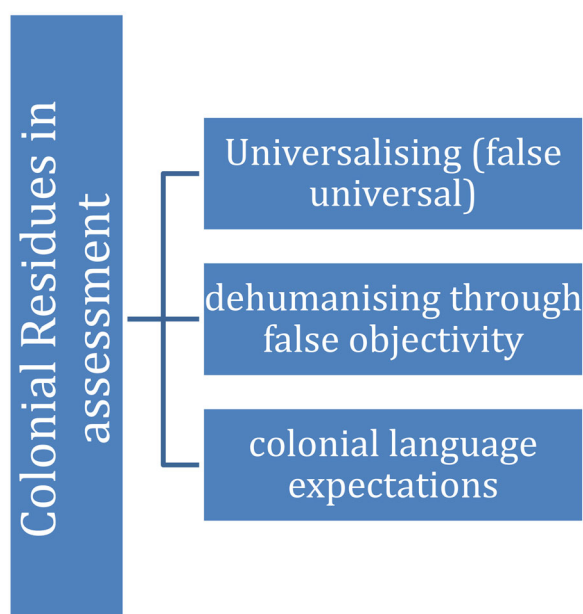 Colonial Residues in
assessment
Universalising (false
universal)
dehumanising through
false objectivity
colonial language
expectations